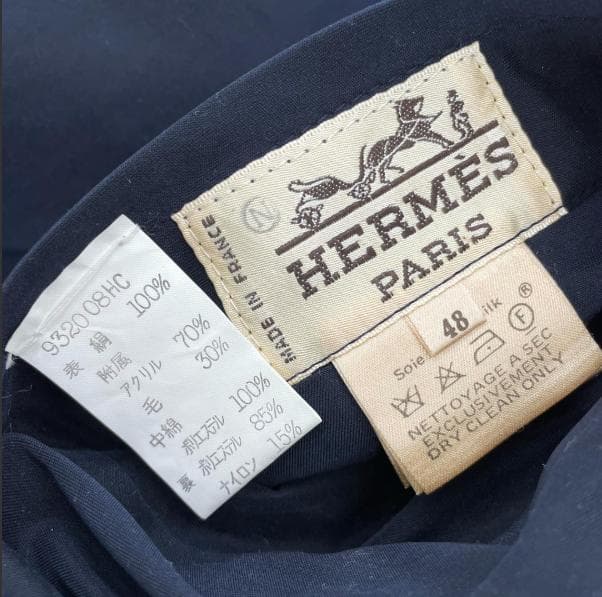 HERMÈS
PARIS
MADE IN FRANCE
N
48
Soie
ilk
F
®
NETTOYAGE A SEC
EXCLUSIVEMENT
DRY CLEAN ONLY
932008HC
表 絹 100%
附属
アクリル 70%
毛 30%
中綿 ポリエステル 100%
裏 ポリエステル 85%
ナイロン 15%